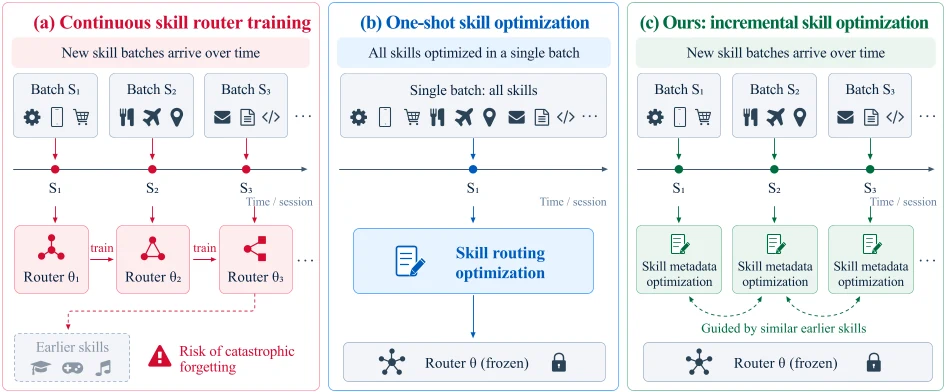 (a) Continuous skill router training
New skill batches arrive over time
Batch S₁
Batch S₂
Batch S₃
...
S₁
S₂
S₃
Time / session
train
train
Router θ₁
Router θ₂
Router θ₃
...
Earlier skills
Risk of catastrophic
forgetting
(b) One-shot skill optimization
All skills optimized in a single batch
Single batch: all skills
...
S₁
Time / session
Skill routing
optimization
Router θ (frozen)
(c) Ours: incremental skill optimization
New skill batches arrive over time
Batch S₁
Batch S₂
Batch S₃
...
S₁
S₂
S₃
Time / session
Skill metadata
optimization
Skill metadata
optimization
Skill metadata
optimization
...
Guided by similar earlier skills
Router θ (frozen)